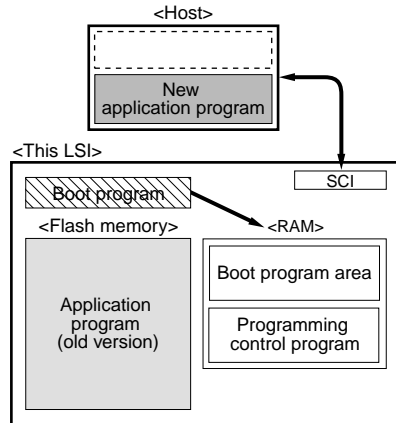 <Host>
New
application program
<This LSI>
SCI
Boot program
<Flash memory>
<RAM>
Application
program
(old version)
Boot program area
Programming
control program